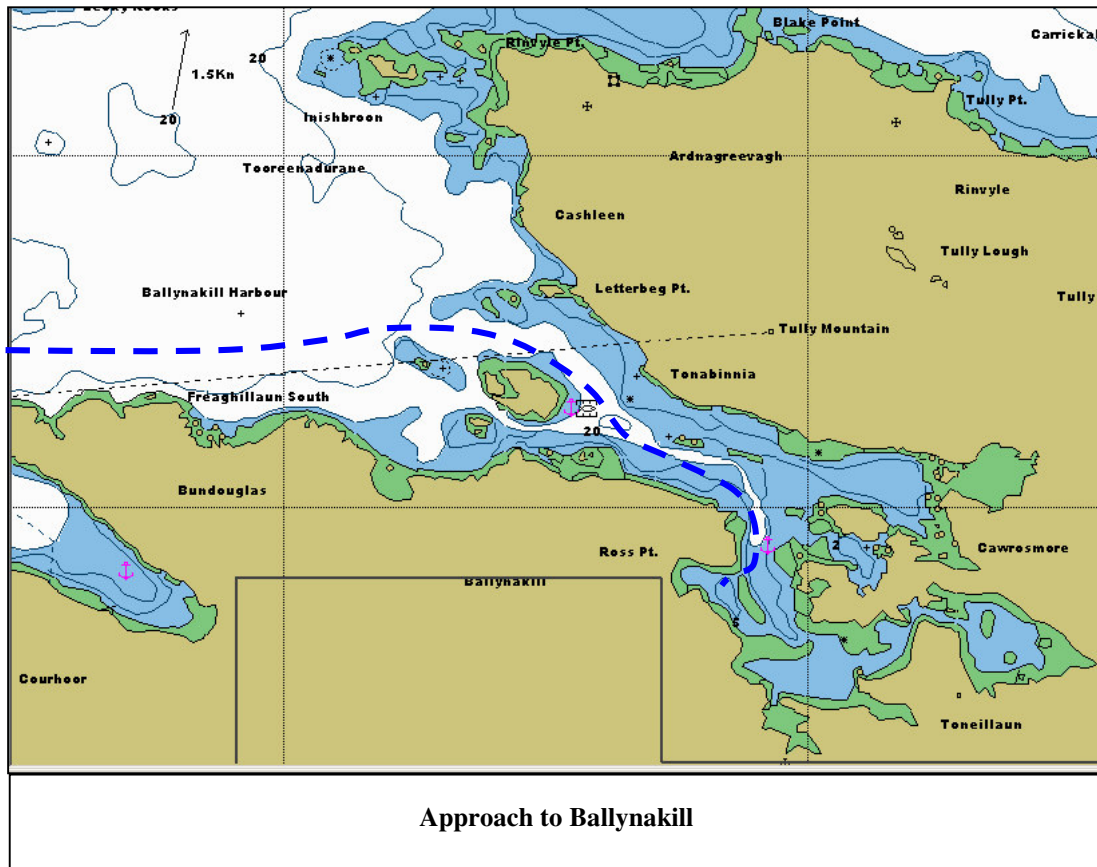 Blake Point
Rinvyle Pt.
20
1.5Kn
Tully Pt.
20
Inishbroon
Tooreenadurane
Ardnagreevagh
Rinvyle
Cashleen
Tully Lough
Ballynakill Harbour
Letterbeg Pt.
Tully
Tully Mountain
Tonabinnia
Freaghillaun South
20
Bundouglas
2
Ross Pt.
Cawrosmore
Ballynakill
5
Courhoor
Toneillaun
Approach to Ballynakill